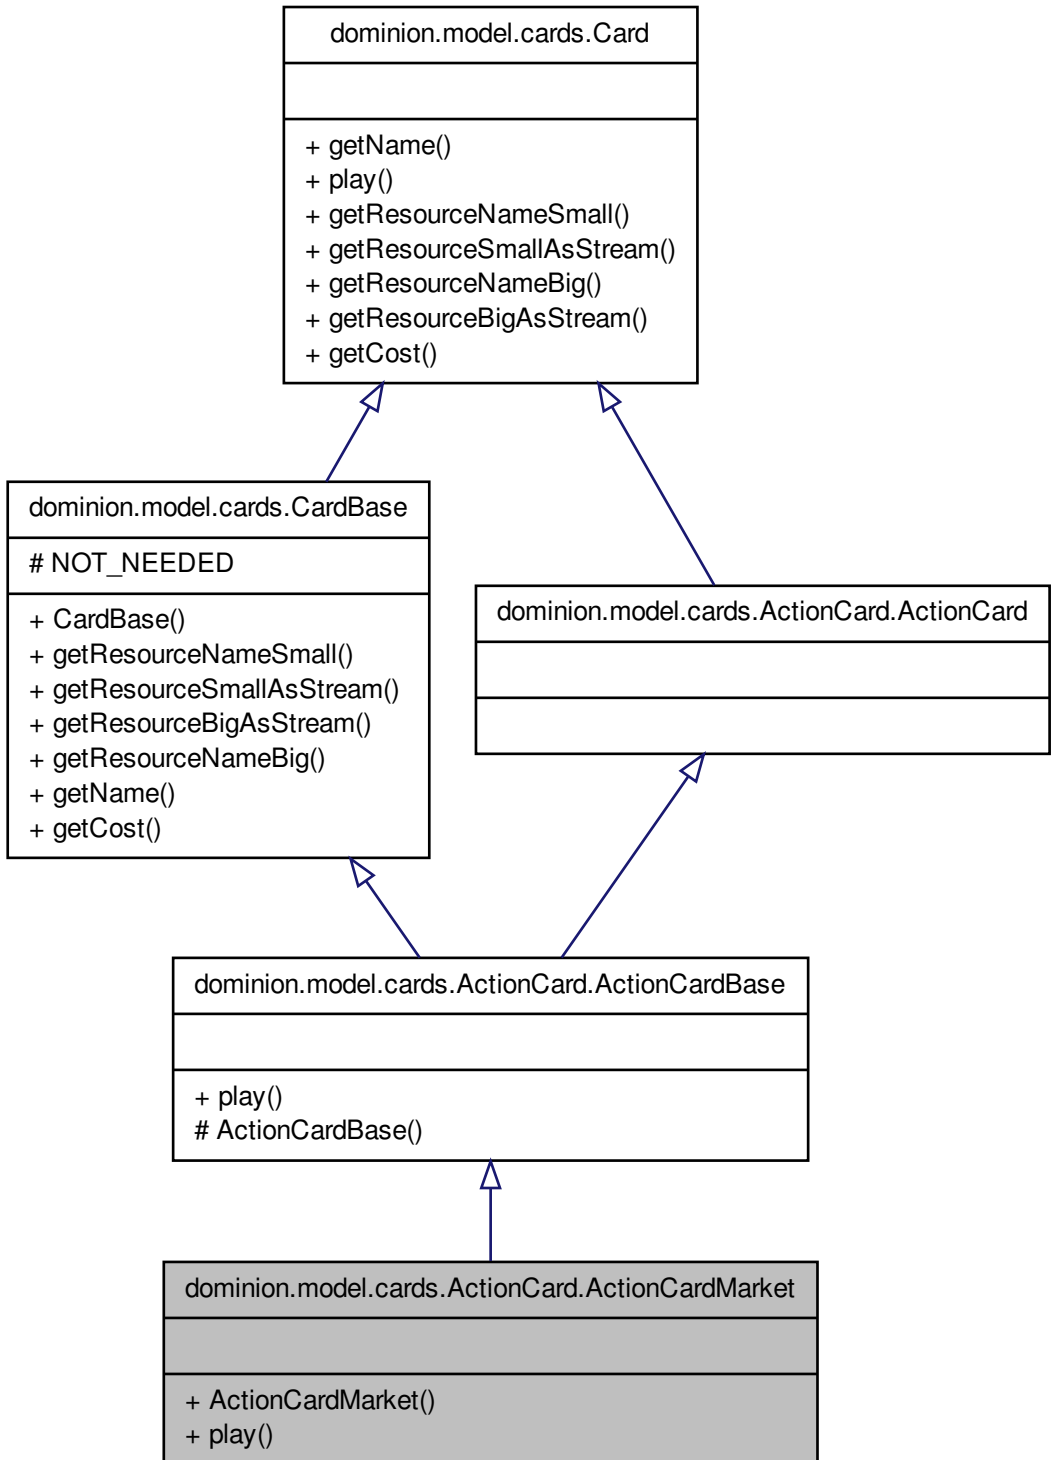 dominion.model.cards.Card
+ getName()
+ play()
+ getResourceNameSmall()
+ getResourceSmallAsStream()
+ getResourceNameBig()
+ getResourceBigAsStream()
+ getCost()
dominion.model.cards.CardBase
# NOT_NEEDED
+ CardBase()
+ getResourceNameSmall()
+ getResourceSmallAsStream()
+ getResourceBigAsStream()
+ getResourceNameBig()
+ getName()
+ getCost()
dominion.model.cards.ActionCard.ActionCard
dominion.model.cards.ActionCard.ActionCardBase
+ play()
# ActionCardBase()
dominion.model.cards.ActionCard.ActionCardMarket
+ ActionCardMarket()
+ play()